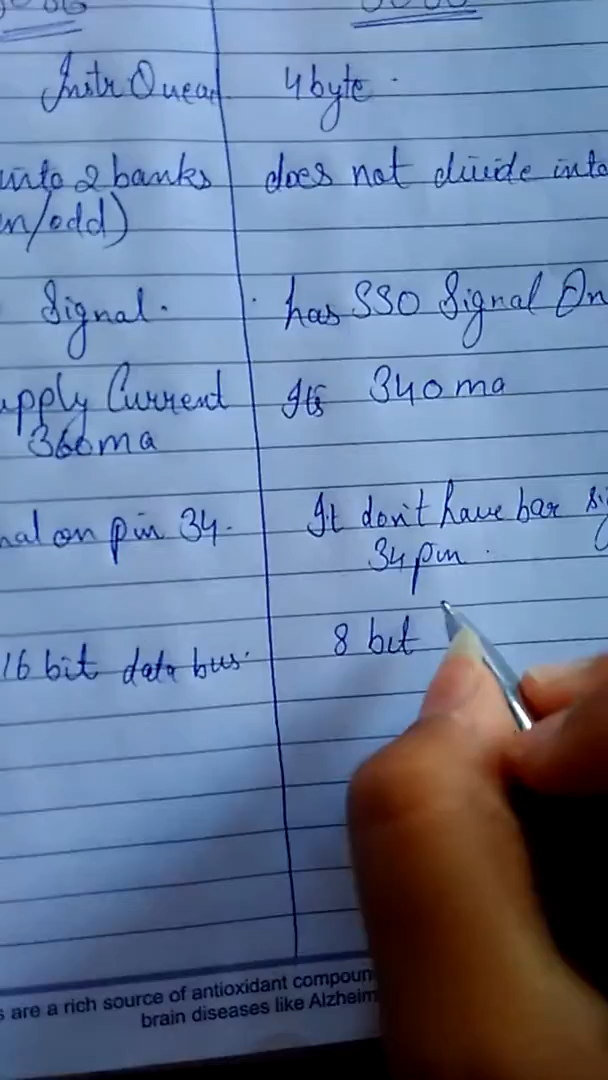 Instr Queue 4 byte.
into 2 banks does not divide into
n/odd)
Signal. has SSO Signal On
upply Current Its 340 ma
360 ma
nal on pin 34. It don't have bar si
34 pin.
16 bit data bus. 8 bit
s are a rich source of antioxidant compoun
brain diseases like Alzheim